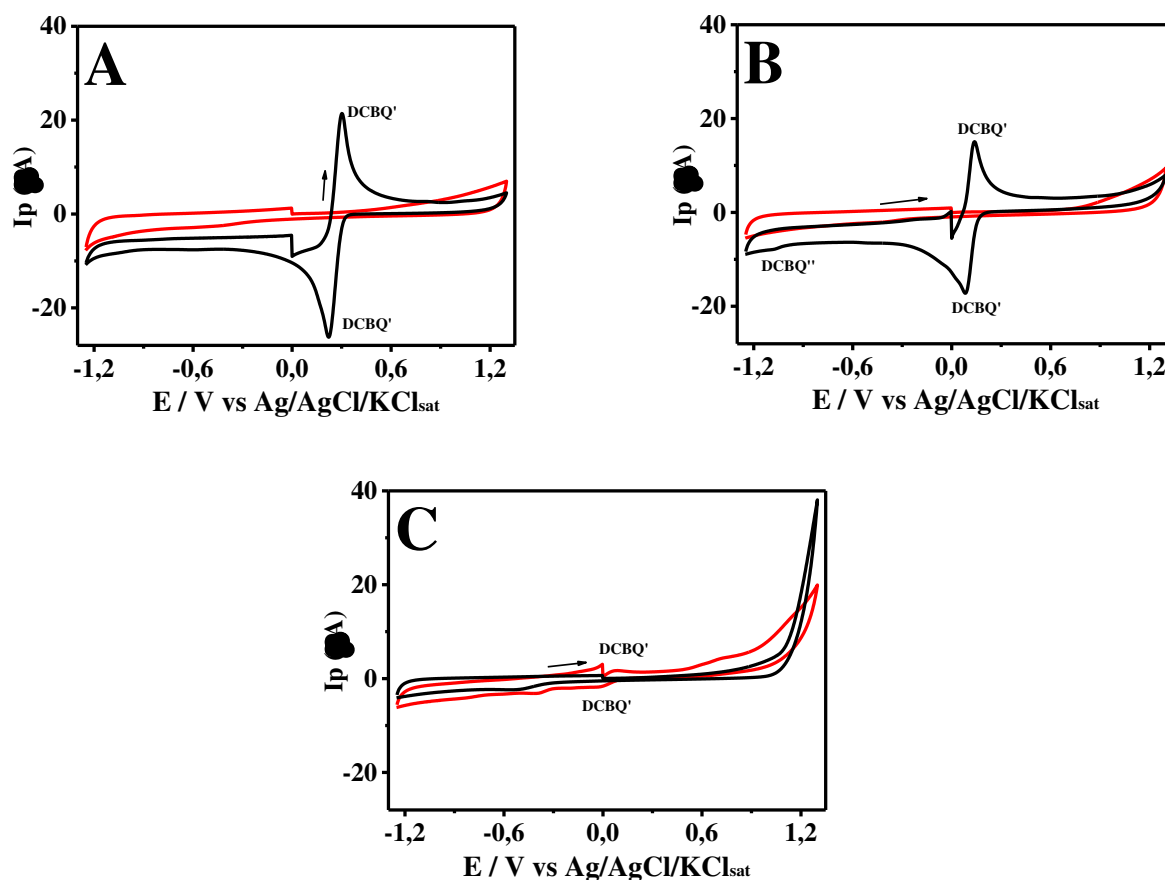 A
40
20
0
-20
Ip A)
DCBQ'
DCBQ'
-1,2 -0,6 0,0 0,6 1,2
E / V vs Ag/AgCl/KClsat
B
40
20
0
-20
Ip A)
DCBQ'
DCBQ''
DCBQ'
-1,2 -0,6 0,0 0,6 1,2
E / V vs Ag/AgCl/KClsat
C
40
20
0
-20
Ip A)
DCBQ'
DCBQ'
-1,2 -0,6 0,0 0,6 1,2
E / V vs Ag/AgCl/KClsat